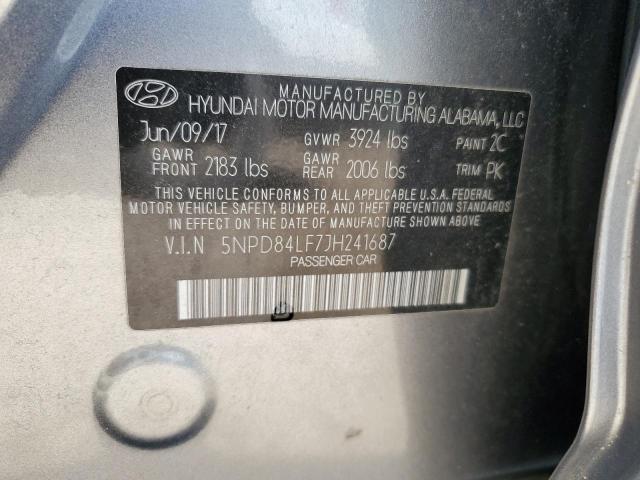 MANUFACTURED BY
HYUNDAI MOTOR MANUFACTURING ALABAMA, LLC
Jun/09/17 GVWR 3924 lbs PAINT 2C
GAWR FRONT 2183 lbs GAWR REAR 2006 lbs TRIM PK
THIS VEHICLE CONFORMS TO ALL APPLICABLE U.S.A. FEDERAL
MOTOR VEHICLE SAFETY, BUMPER, AND THEFT PREVENTION STANDARDS
IN EFFECT ON THE DATE OF MANUFACTURE SHOWN ABOVE.
V.I.N 5NPD84LF7JH241687
PASSENGER CAR